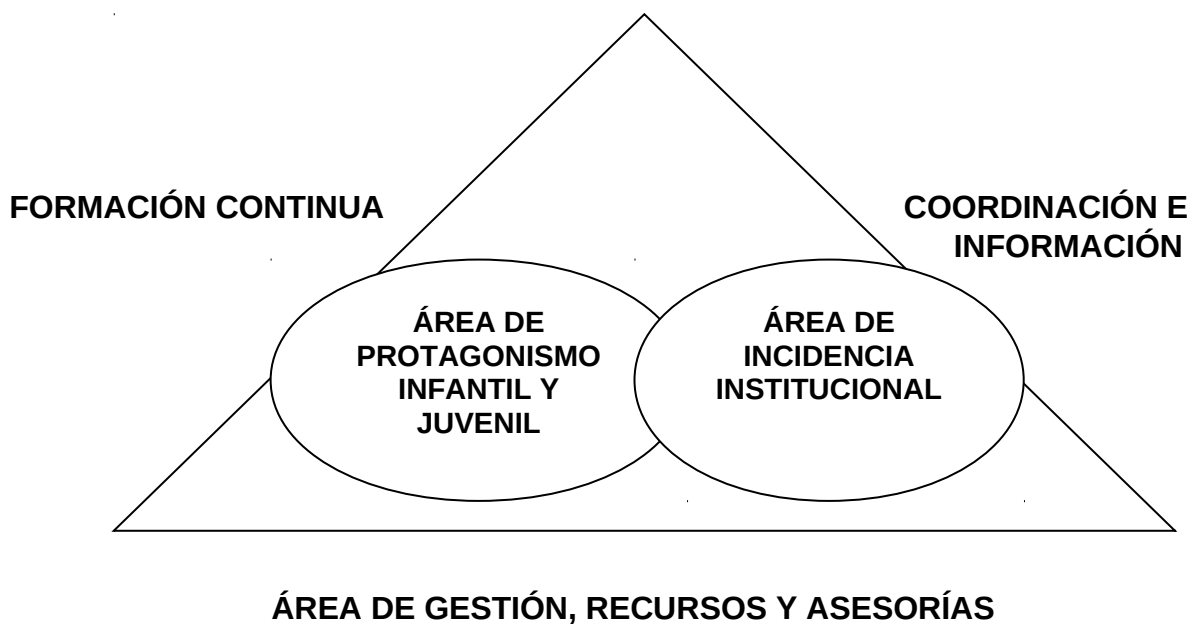 FORMACIÓN CONTINUA
COORDINACIÓN E
INFORMACIÓN
ÁREA DE
PROTAGONISMO
INFANTIL Y
JUVENIL
ÁREA DE
INCIDENCIA
INSTITUCIONAL
ÁREA DE GESTIÓN, RECURSOS Y ASESORÍAS